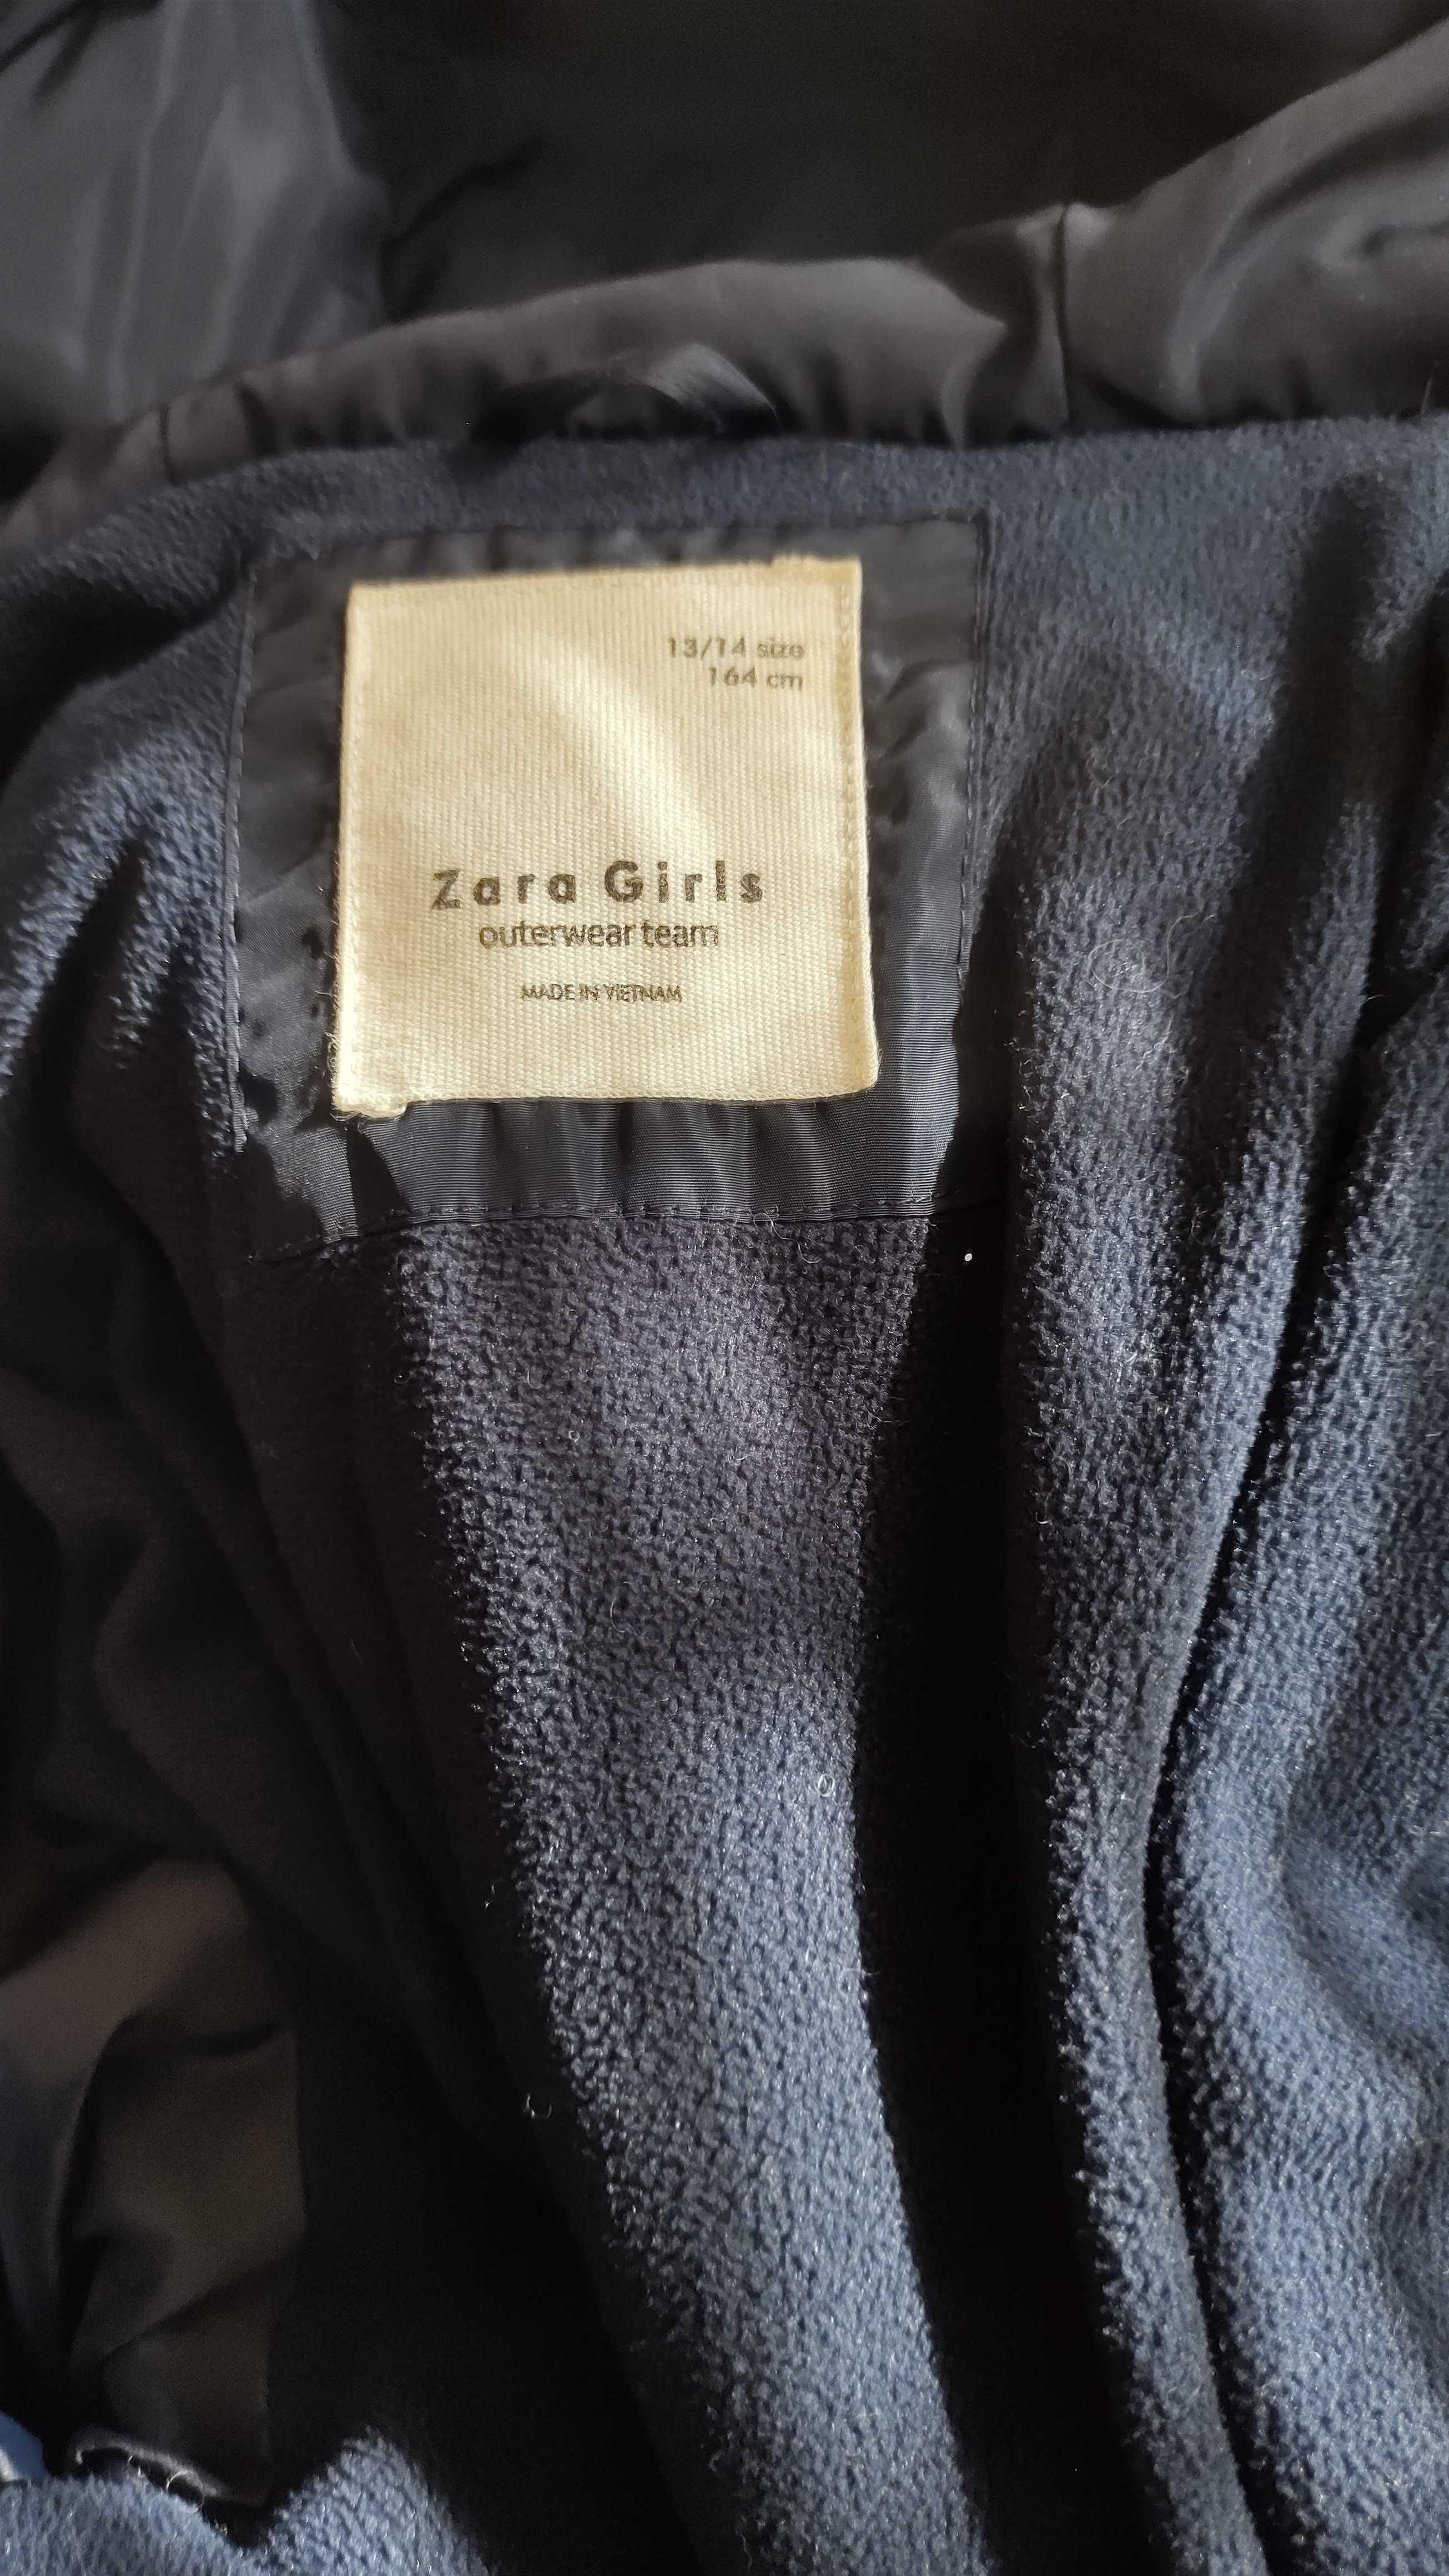 13/14 size
164 cm
Zara Girls
outerwear team
MADE IN VIETNAM